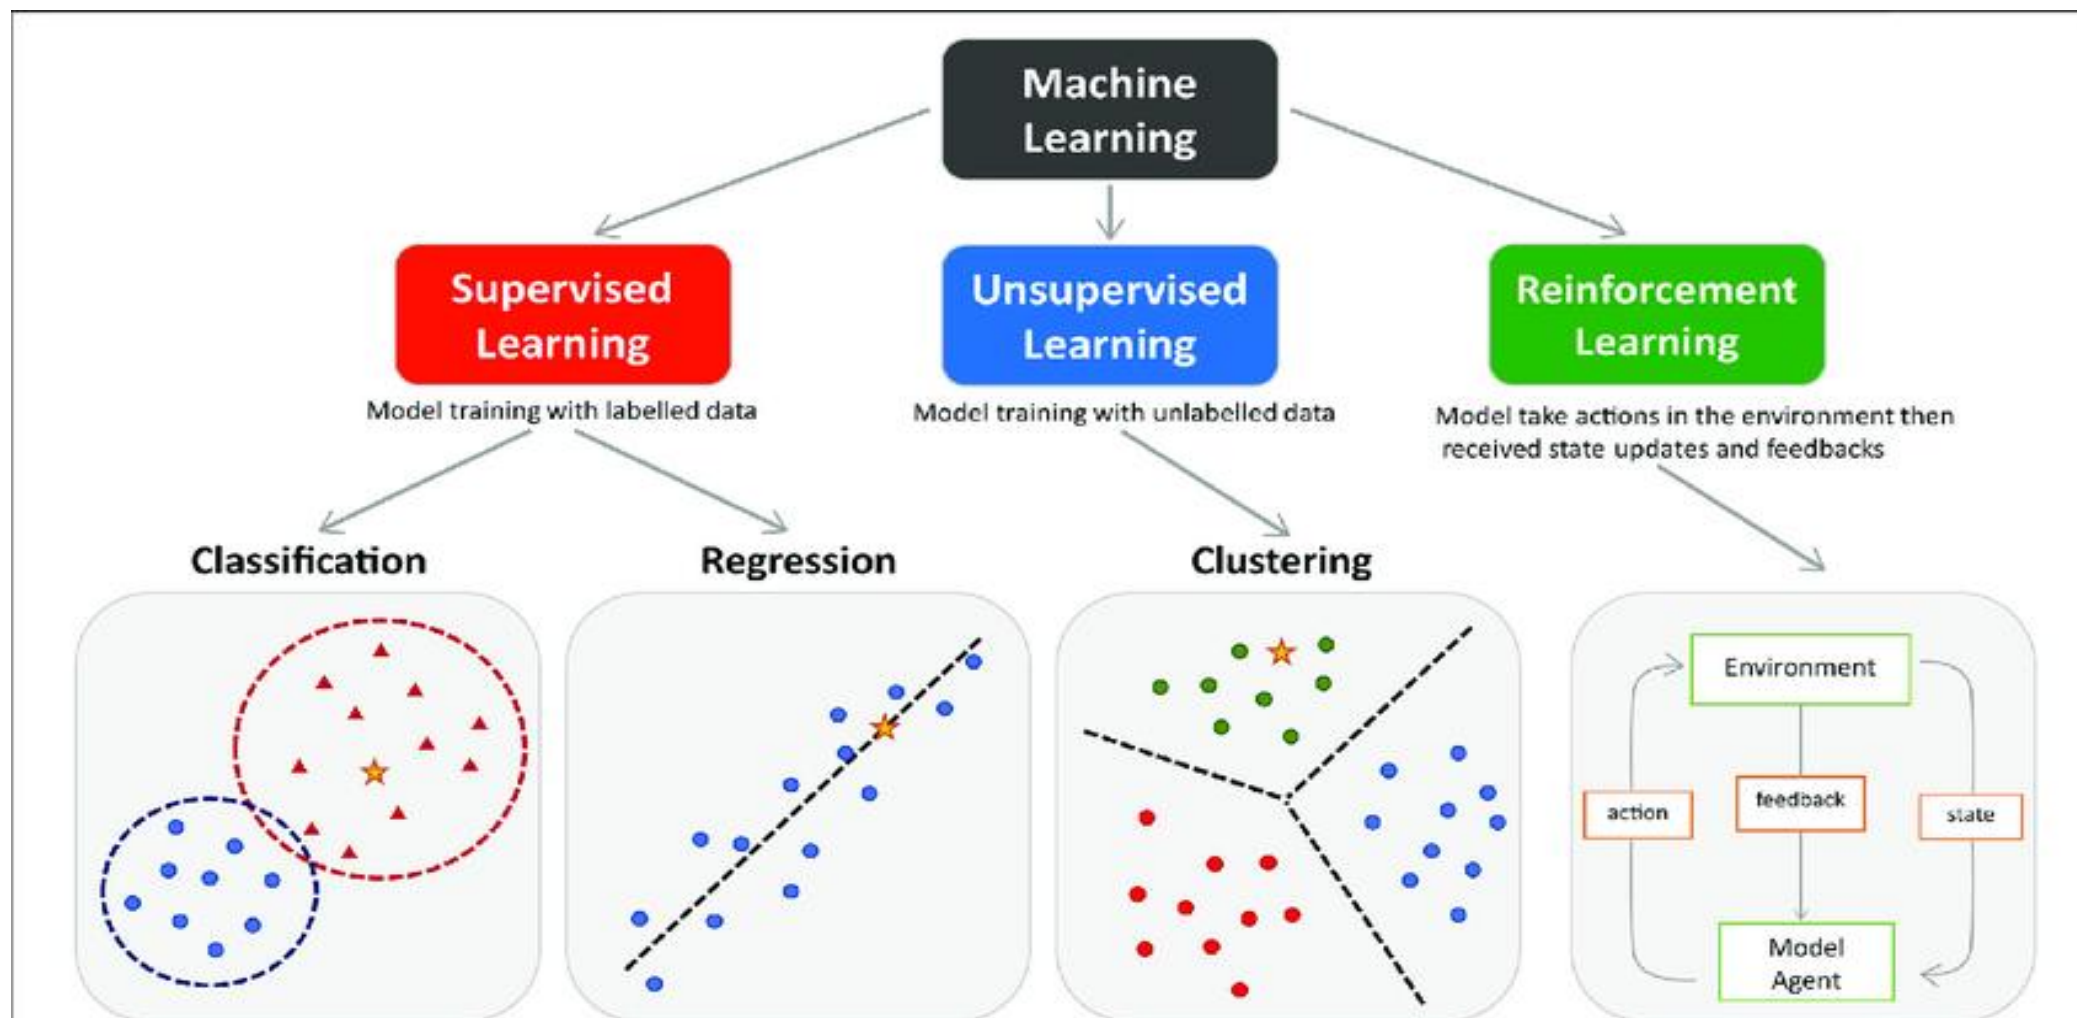 Machine
Learning
Supervised
Learning
Unsupervised
Learning
Reinforcement
Learning
Model training with labelled data
Model training with unlabelled data
Model take actions in the environment then
received state updates and feedbacks
Classification
Regression
Clustering
Environment
action
feedback
state
Model
Agent